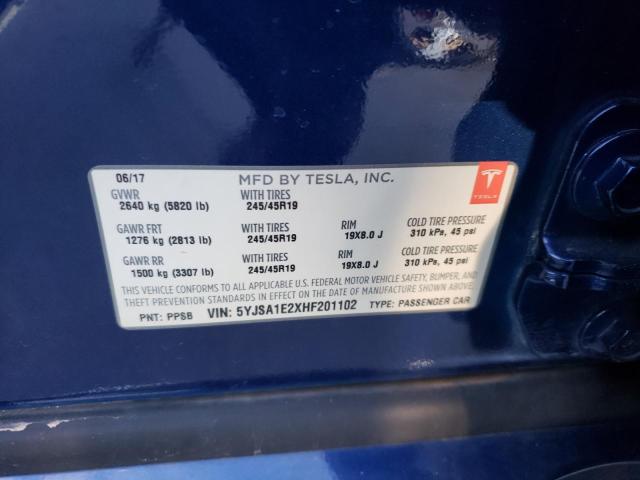 06/17 MFD BY TESLA, INC.
GVWR WITH TIRES
2640 kg (5820 lb) 245/45R19
GAWR FRT WITH TIRES RIM COLD TIRE PRESSURE
1276 kg (2813 lb) 245/45R19 19X8.0 J 310 kPa, 45 psi
GAWR RR WITH TIRES RIM COLD TIRE PRESSURE
1500 kg (3307 lb) 245/45R19 19X8.0 J 310 kPa, 45 psi
THIS VEHICLE CONFORMS TO ALL APPLICABLE U.S. FEDERAL MOTOR VEHICLE SAFETY, BUMPER, AND
THEFT PREVENTION STANDARDS IN EFFECT ON THE DATE OF MANUFACTURE SHOWN ABOVE.
PNT: PPSB VIN: 5YJSA1E2XHF201102 TYPE: PASSENGER CAR
TESLA